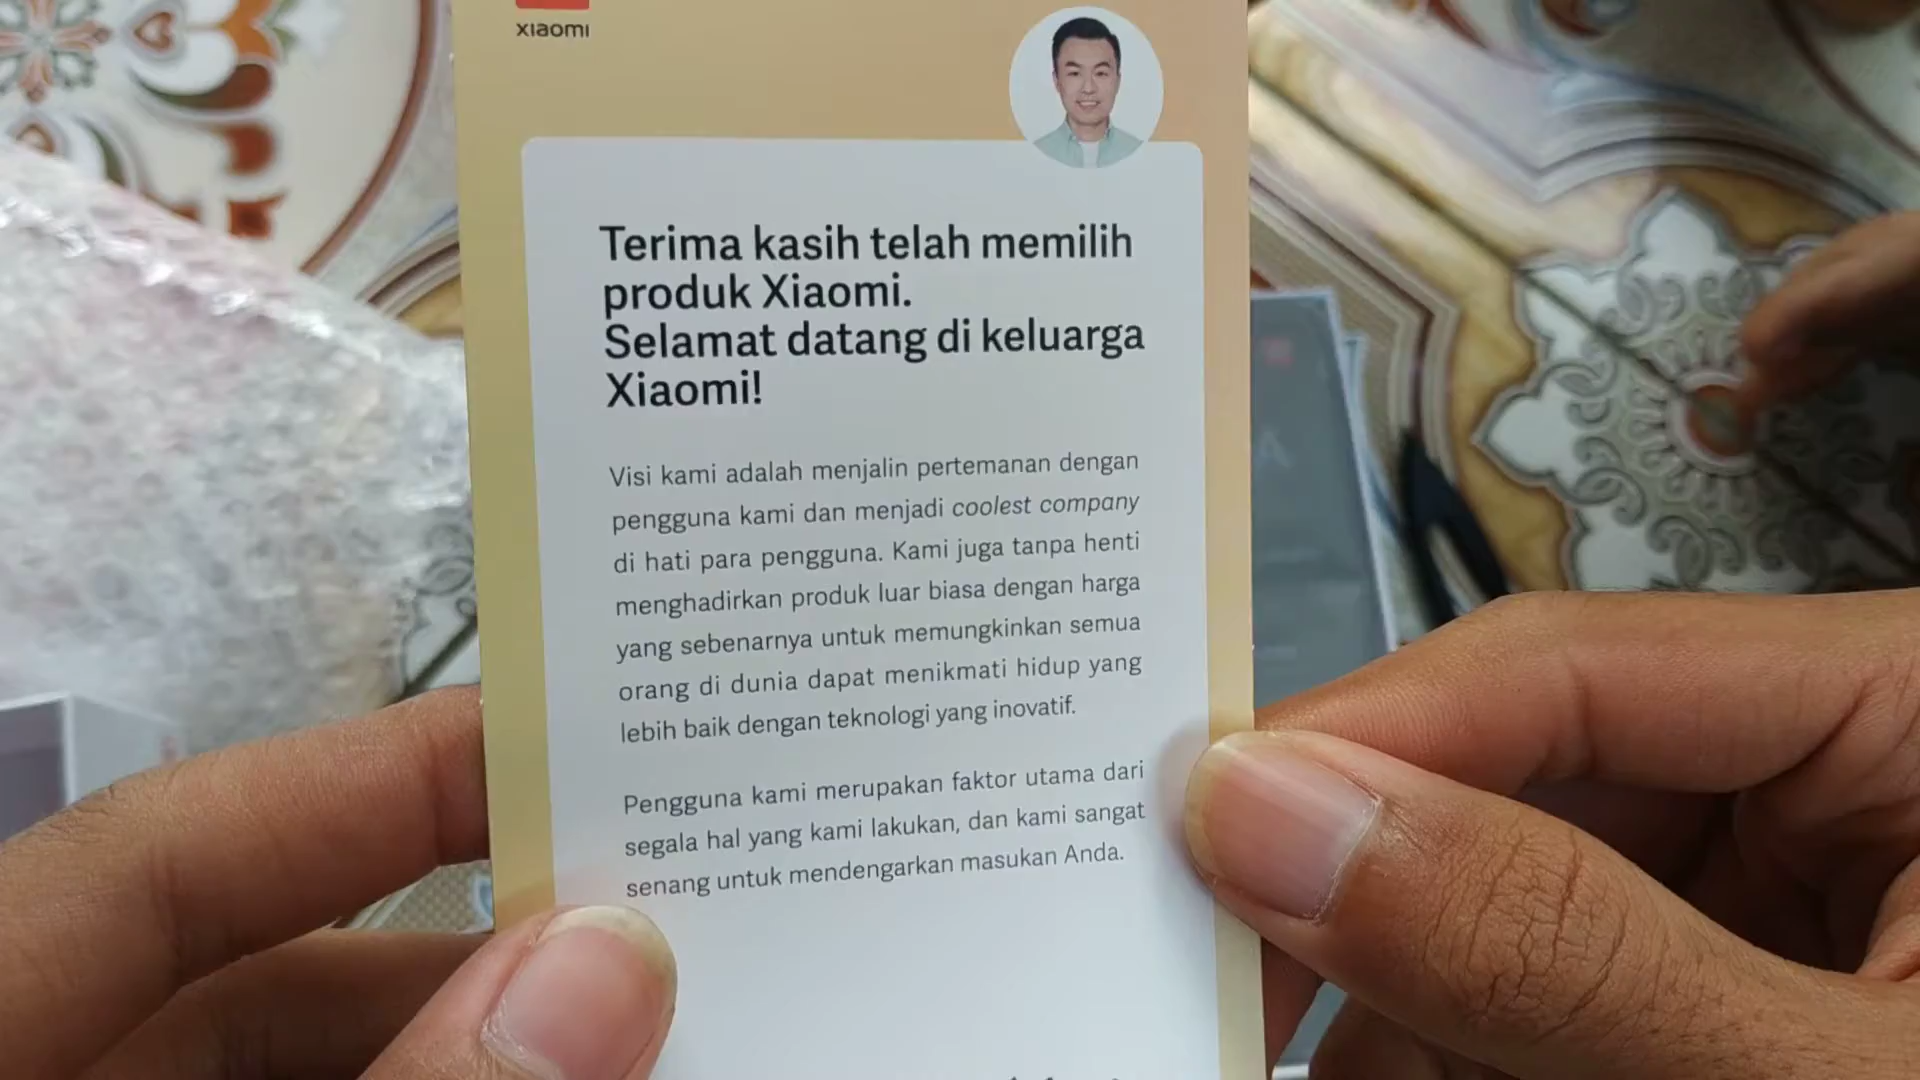 xiaomi
Terima kasih telah memilih
produk Xiaomi.
Selamat datang di keluarga
Xiaomi!
Visi kami adalah menjalin pertemanan dengan
pengguna kami dan menjadi coolest company
di hati para pengguna. Kami juga tanpa henti
menghadirkan produk luar biasa dengan harga
yang sebenarnya untuk memungkinkan semua
orang di dunia dapat menikmati hidup yang
lebih baik dengan teknologi yang inovatif.
Pengguna kami merupakan faktor utama dari
segala hal yang kami lakukan, dan kami sangat
senang untuk mendengarkan masukan Anda.